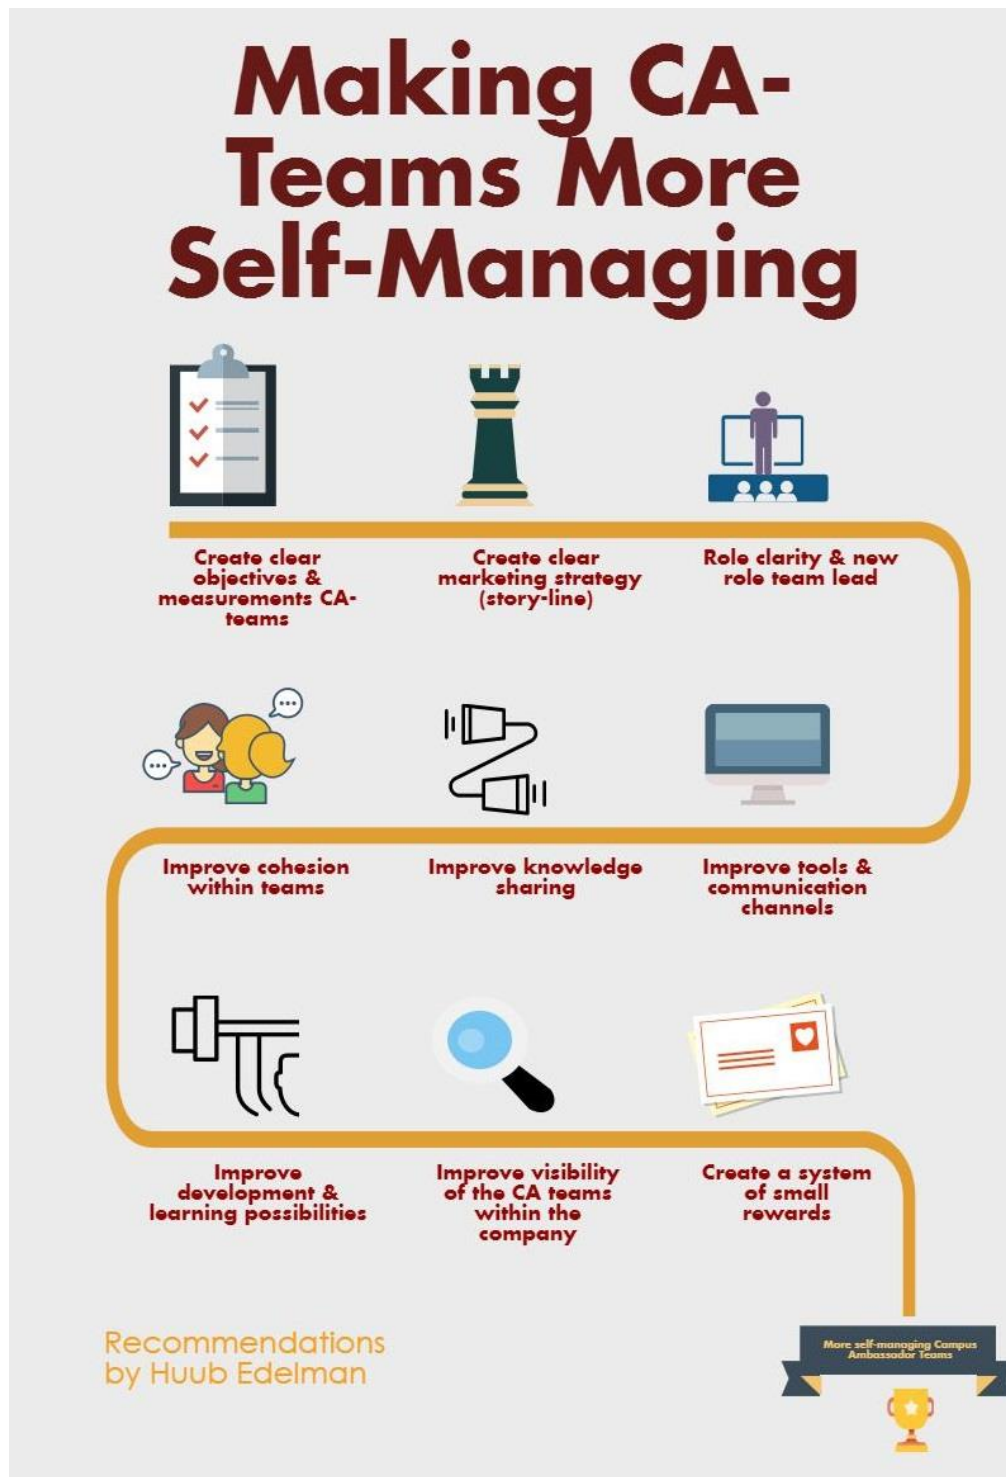 Making CA-
Teams More
Self-Managing
Create clear
objectives &
measurements CA-
teams
Create clear
marketing strategy
(story-line)
Role clarity & new
role team lead
Improve cohesion
within teams
Improve knowledge
sharing
Improve tools &
communication
channels
Improve
development &
learning possibilities
Improve visibility
of the CA teams
within the
company
Create a system
of small
rewards
Recommendations
by Huub Edelman
More self-managing Campus
Ambassador Teams